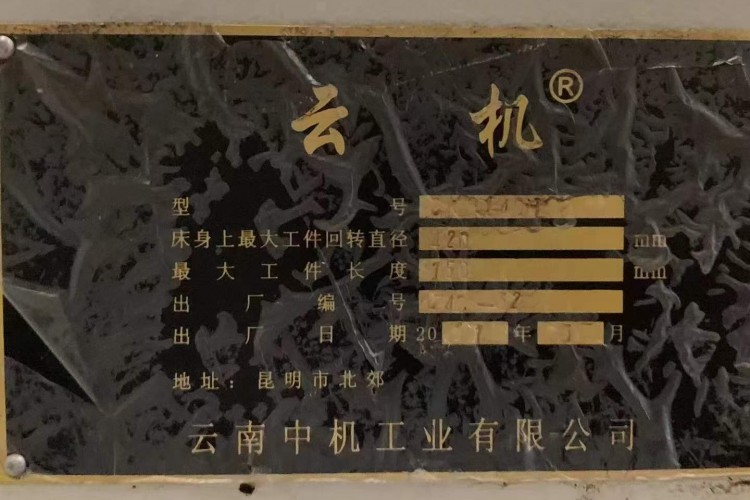 云机®
型号
床身上最大工件回转直径 420 mm
最大工件长度 750 mm
出厂编号
出厂日期 20 年 月
地址：昆明市北郊
云南中机工业有限公司